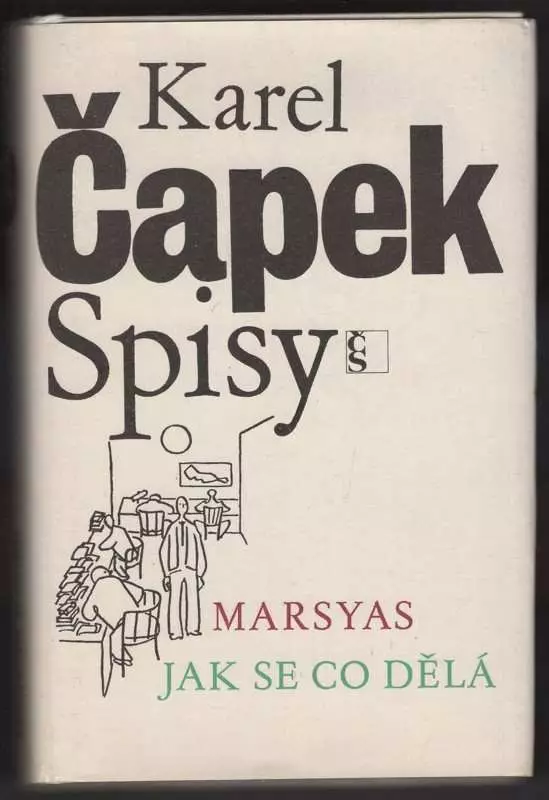 Karel
Čapek
Spisy
ČS
MARSYAS
JAK SE CO DĚLÁ